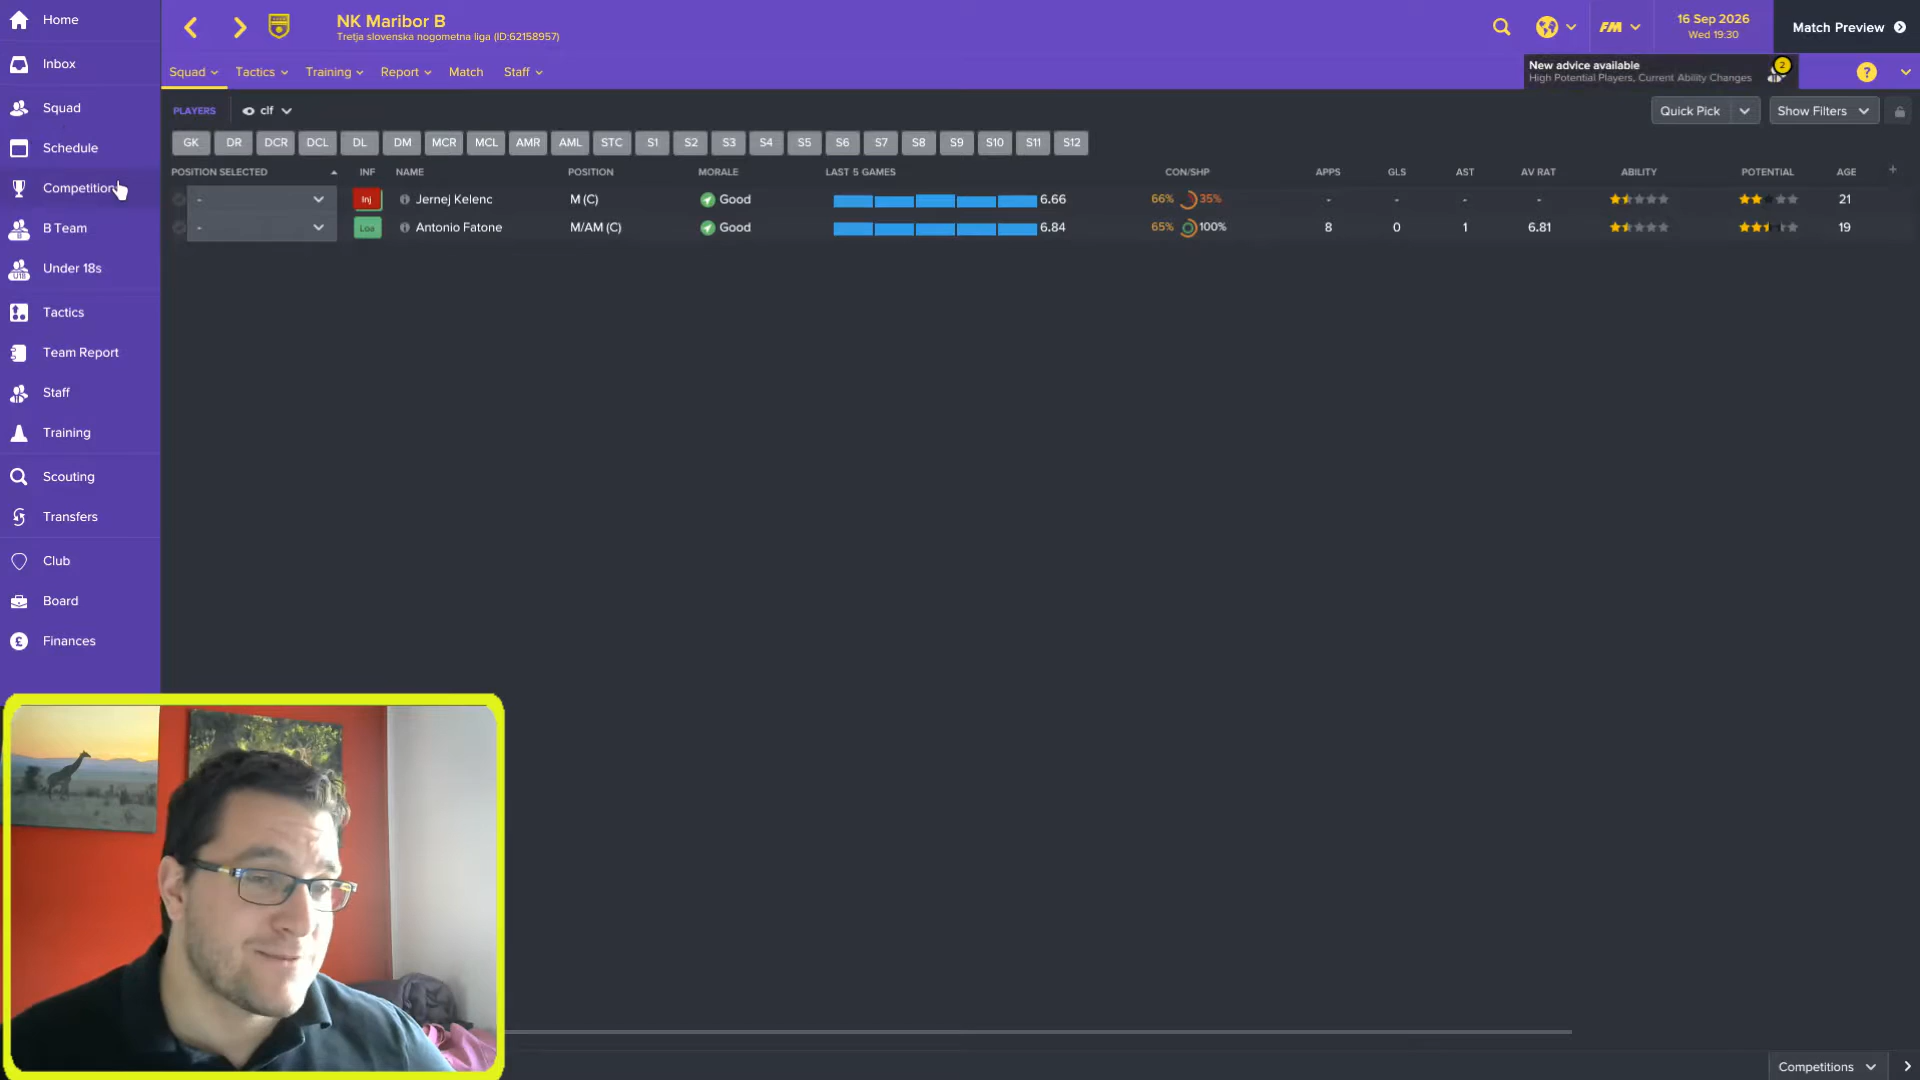 Home
Inbox
Squad
Schedule
Competition
B Team
Under 18s
Tactics
Team Report
Staff
Training
Scouting
Transfers
Club
Board
Finances
NK Maribor B
Tretja slovenska nogometna liga (ID:62158957)
FM
16 Sep 2026
Wed 19:30
Match Preview
Squad Tactics Training Report Match Staff
New advice available
High Potential Players, Current Ability Changes
2
?
PLAYERS clf
Quick Pick Show Filters
GK DR DCR DCL DL DM MCR MCL AMR AML STC S1 S2 S3 S4 S5 S6 S7 S8 S9 S10 S11 S12
POSITION SELECTED INF NAME POSITION MORALE LAST 5 GAMES CON/SHP APPS GLS AST AV RAT ABILITY POTENTIAL AGE +
- Inj Jernej Kelenc M (C) Good 6.66 66% 35% - - - - 21
- Loa Antonio Fatone M/AM (C) Good 6.84 65% 100% 8 0 1 6.81 19
Competitions